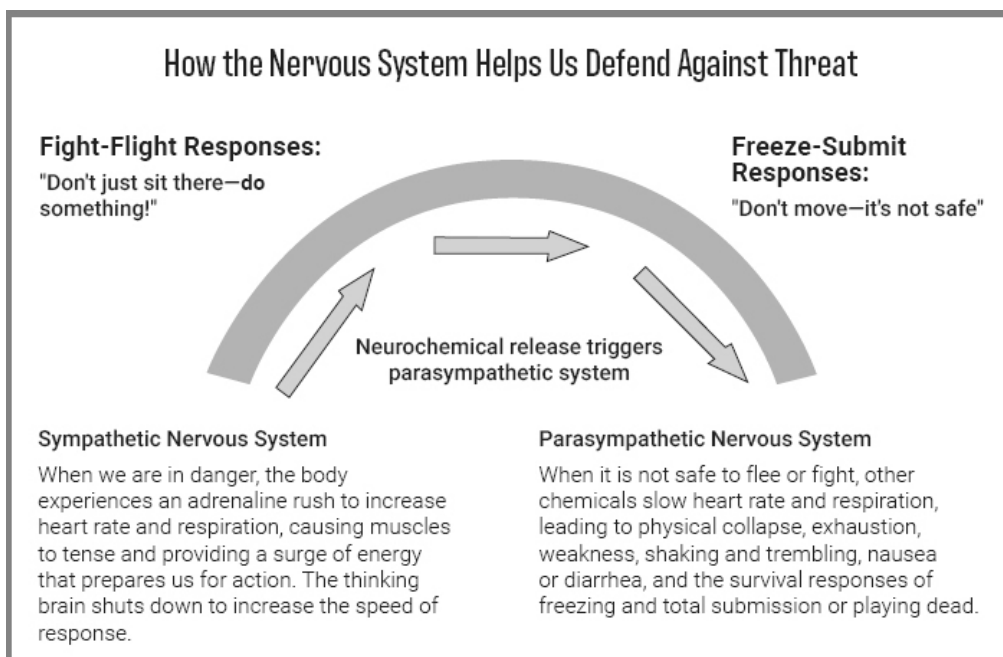 How the Nervous System Helps Us Defend Against Threat
Fight-Flight Responses:
"Don't just sit there—do
something!"
Freeze-Submit
Responses:
"Don't move—it's not safe"
Neurochemical release triggers
parasympathetic system
Sympathetic Nervous System
When we are in danger, the body
experiences an adrenaline rush to increase
heart rate and respiration, causing muscles
to tense and providing a surge of energy
that prepares us for action. The thinking
brain shuts down to increase the speed of
response.
Parasympathetic Nervous System
When it is not safe to flee or fight, other
chemicals slow heart rate and respiration,
leading to physical collapse, exhaustion,
weakness, shaking and trembling, nausea
or diarrhea, and the survival responses of
freezing and total submission or playing dead.